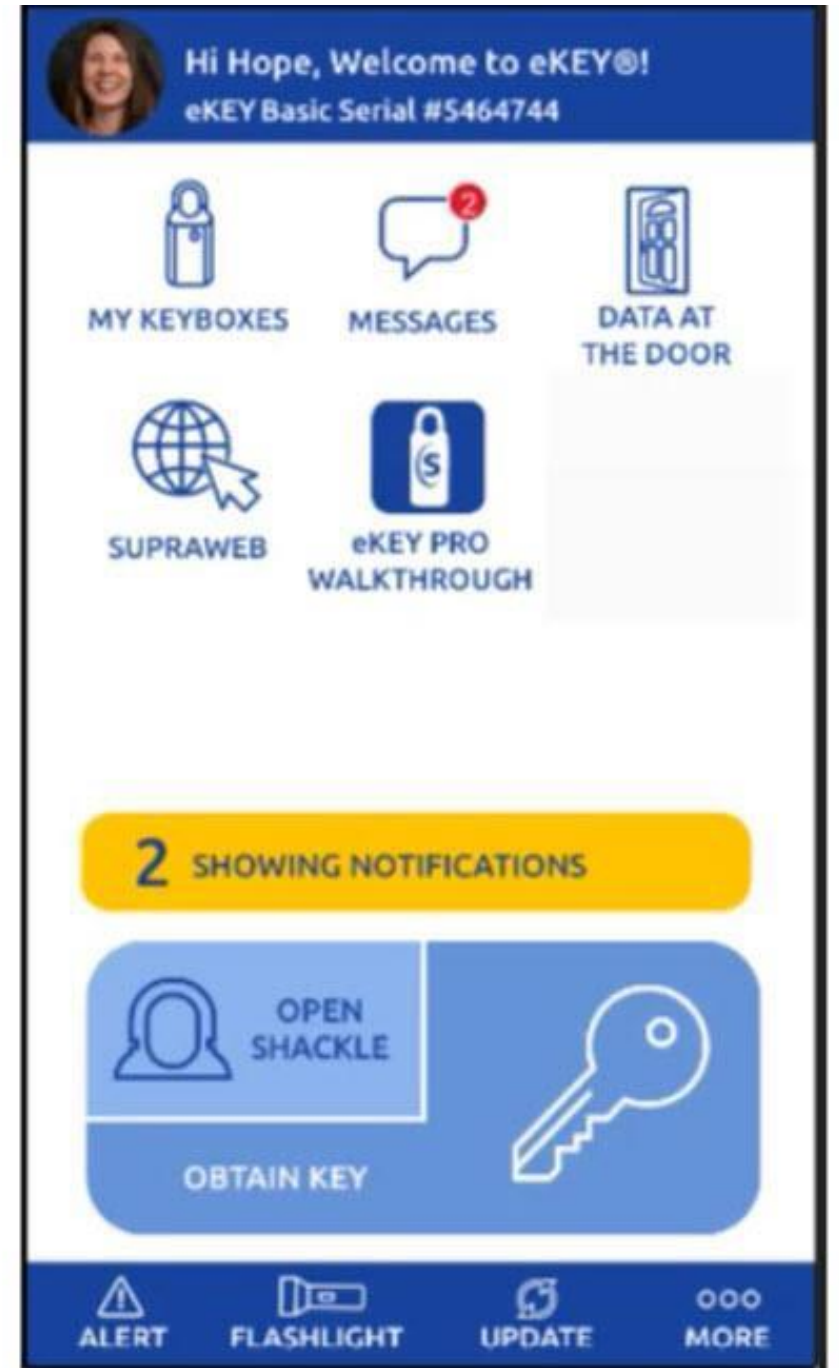 Hi Hope, Welcome to eKEY®!
eKEY Basic Serial #5464744
2
MY KEYBOXES
MESSAGES
DATA AT
THE DOOR
S
SUPRAWEB
eKEY PRO
WALKTHROUGH
2 SHOWING NOTIFICATIONS
OPEN
SHACKLE
OBTAIN KEY
ALERT
FLASHLIGHT
UPDATE
MORE